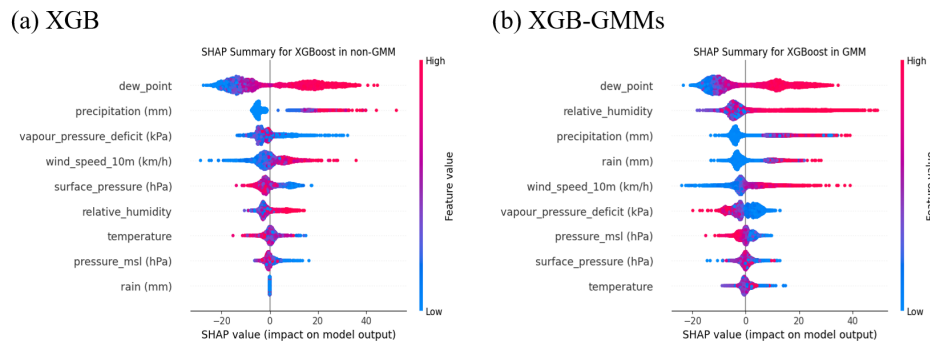 (a) XGB
SHAP Summary for XGBoost in non-GMM
High
dew_point
precipitation (mm)
vapour_pressure_deficit (kPa)
wind_speed_10m (km/h)
surface_pressure (hPa)
relative_humidity
temperature
pressure_msl (hPa)
rain (mm)
Feature value
Low
−20 0 20 40
SHAP value (impact on model output)
(b) XGB-GMMs
SHAP Summary for XGBoost in GMM
High
dew_point
relative_humidity
precipitation (mm)
rain (mm)
wind_speed_10m (km/h)
vapour_pressure_deficit (kPa)
pressure_msl (hPa)
surface_pressure (hPa)
temperature
Feature value
Low
−20 0 20 40
SHAP value (impact on model output)